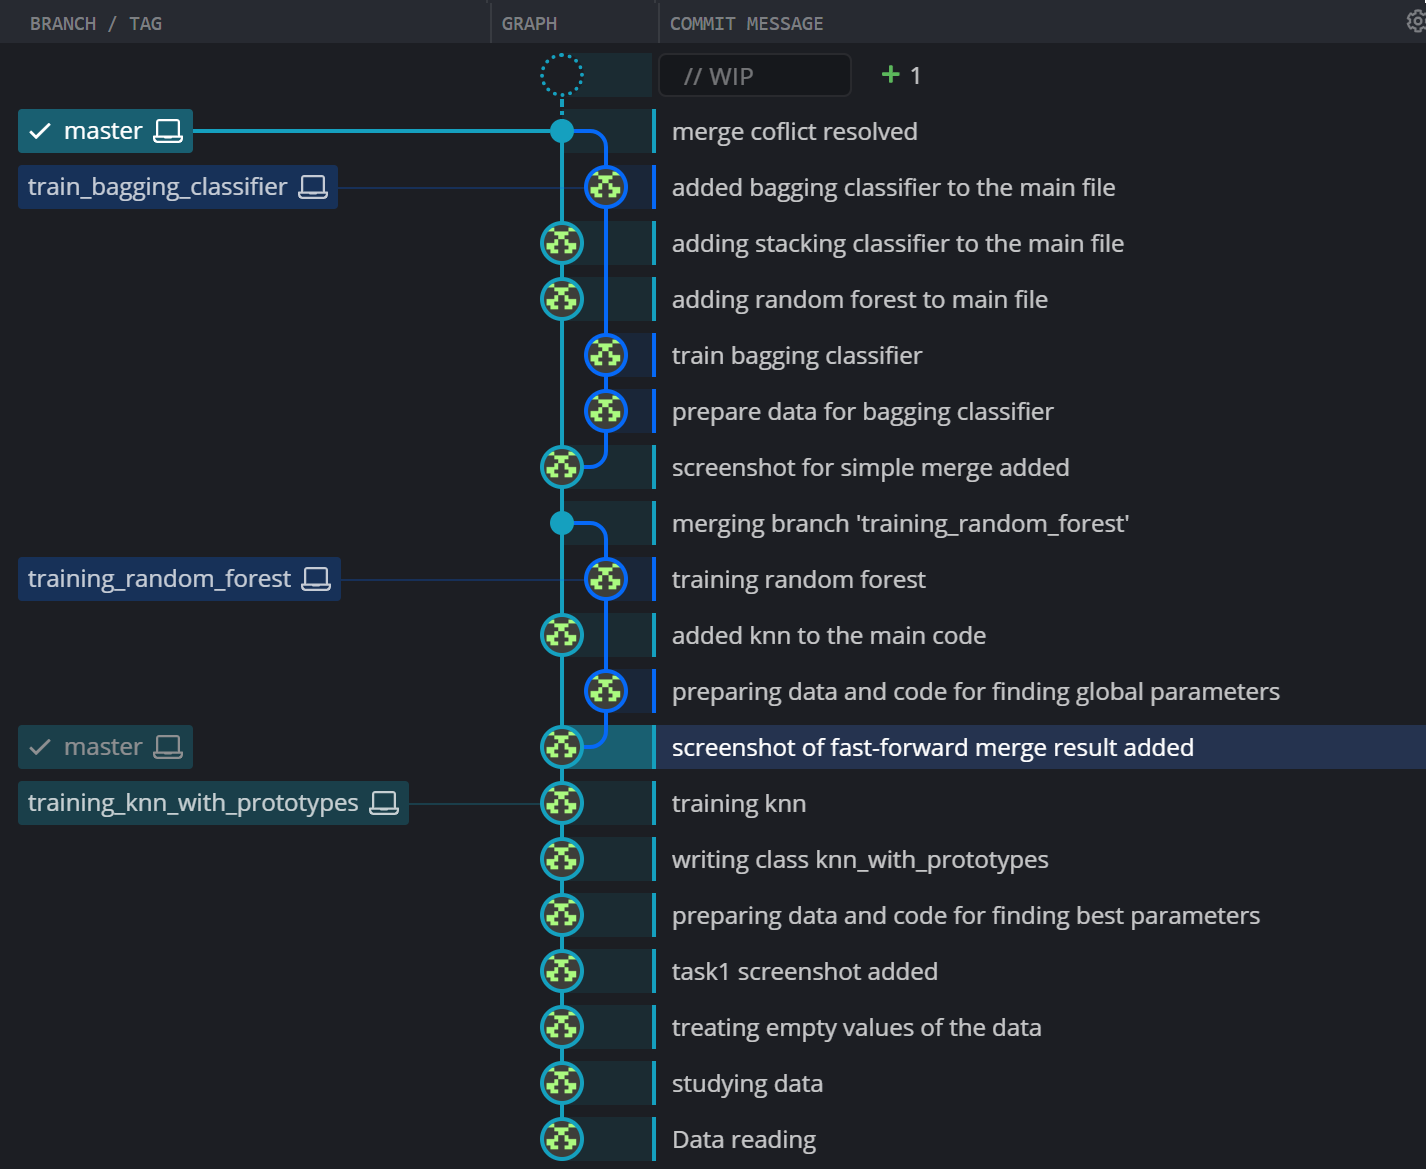 BRANCH / TAG GRAPH COMMIT MESSAGE
// WIP + 1
master merge coflict resolved
train_bagging_classifier added bagging classifier to the main file
adding stacking classifier to the main file
adding random forest to main file
train bagging classifier
prepare data for bagging classifier
screenshot for simple merge added
merging branch 'training_random_forest'
training_random_forest training random forest
added knn to the main code
preparing data and code for finding global parameters
master screenshot of fast-forward merge result added
training_knn_with_prototypes training knn
writing class knn_with_prototypes
preparing data and code for finding best parameters
task1 screenshot added
treating empty values of the data
studying data
Data reading